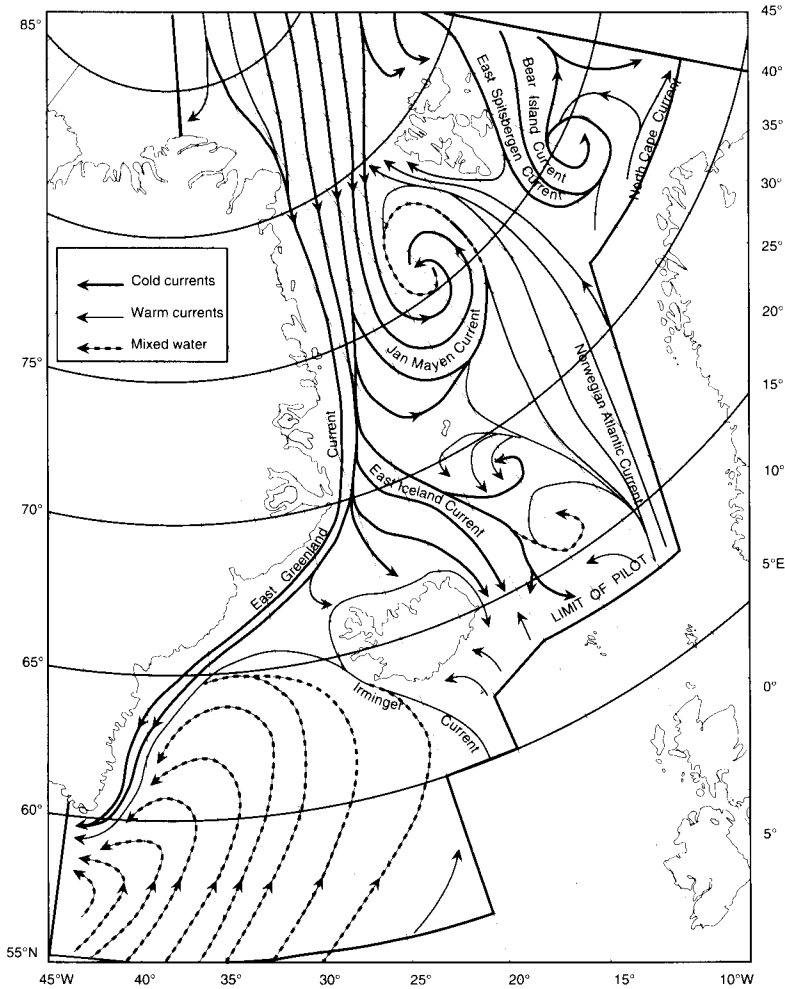 85°
45°
40°
35°
30°
25°
20°
15°
10°
5°E
0°
5°
75°
70°
65°
60°
55°N
45°W
40°
35°
30°
25°
20°
15°
10°W
Cold currents
Warm currents
Mixed water
East Spitsbergen Current
Bear Island Current
North Cape Current
Jan Mayen Current
Norwegian Atlantic Current
East Iceland Current
East Greenland Current
LIMIT OF PILOT
Irminger Current